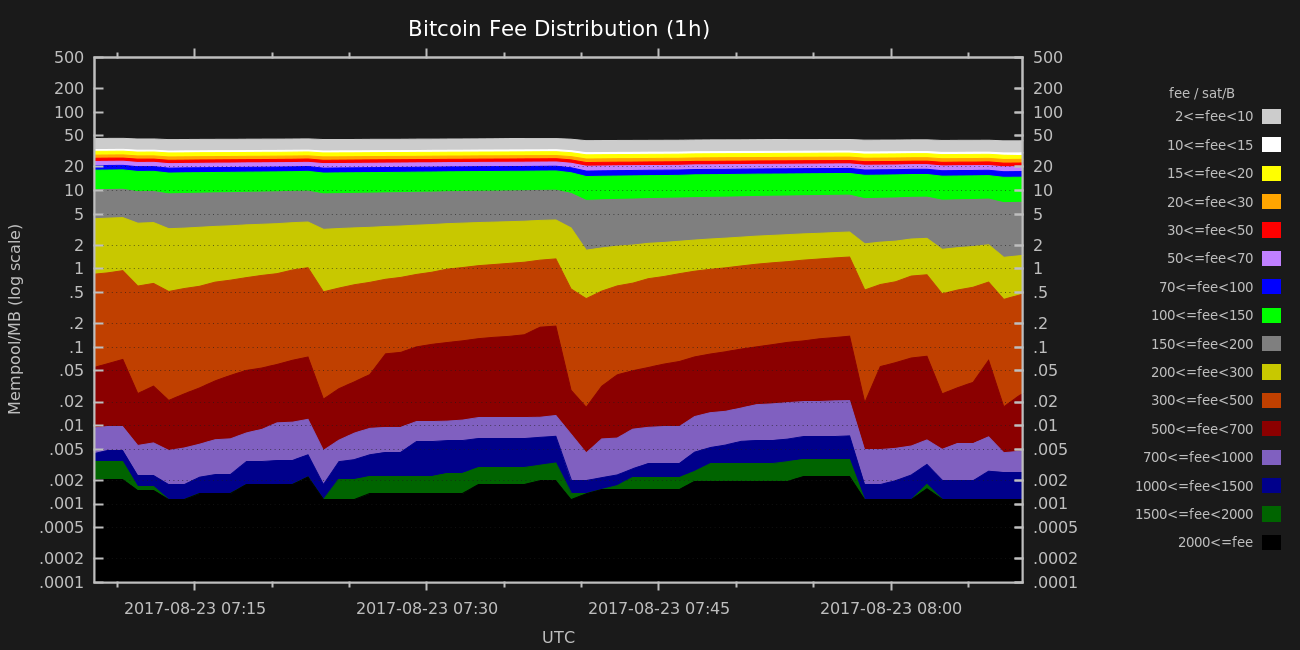 Bitcoin Fee Distribution (1h)
500 500
200 200
100 100
50 50
20 20
10 10
5 5
2 2
1 1
.5 .5
.2 .2
.1 .1
.05 .05
.02 .02
.01 .01
.005 .005
.002 .002
.001 .001
.0005 .0005
.0002 .0002
.0001 .0001
Mempool/MB (log scale)
2017-08-23 07:15 2017-08-23 07:30 2017-08-23 07:45 2017-08-23 08:00
UTC
fee / sat/B
2<=fee<10
10<=fee<15
15<=fee<20
20<=fee<30
30<=fee<50
50<=fee<70
70<=fee<100
100<=fee<150
150<=fee<200
200<=fee<300
300<=fee<500
500<=fee<700
700<=fee<1000
1000<=fee<1500
1500<=fee<2000
2000<=fee